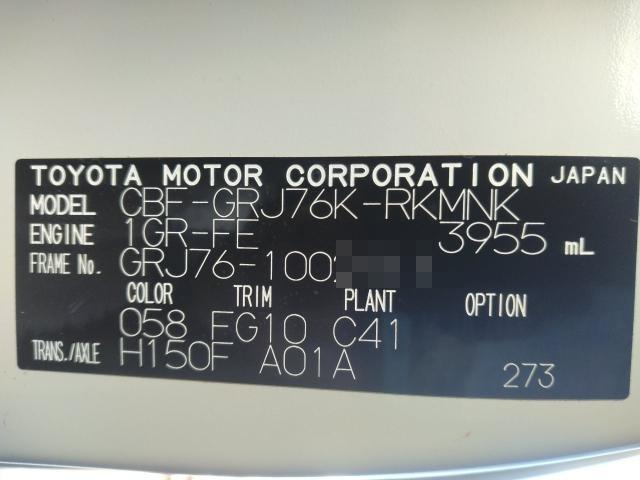 TOYOTA MOTOR CORPORATION JAPAN
MODEL CBF-GRJ76K-RKMNK
ENGINE 1GR-FE 3955 mL
FRAME No. GRJ76-1002
COLOR TRIM PLANT OPTION
058 FG10 C41
TRANS./AXLE H150F A01A 273